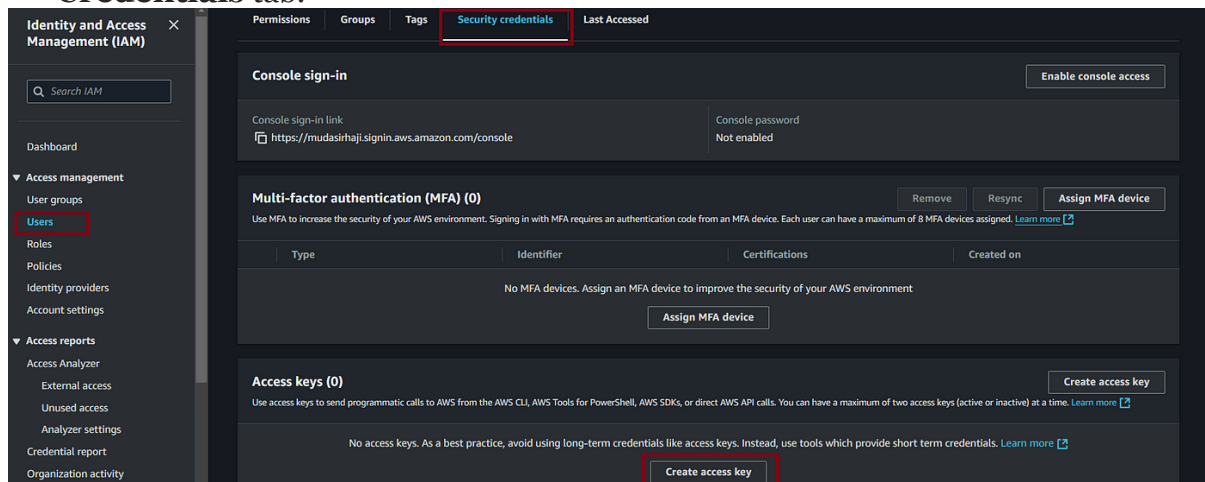 Credentials tab.
Identity and Access
Management (IAM)
Search IAM
Dashboard
Access management
User groups
Users
Roles
Policies
Identity providers
Account settings
Access reports
Access Analyzer
External access
Unused access
Analyzer settings
Credential report
Organization activity
Permissions Groups Tags Security credentials Last Accessed
Console sign-in Enable console access
Console sign-in link Console password
https://mudasirhaji.signin.aws.amazon.com/console Not enabled
Multi-factor authentication (MFA) (0) Remove Resync Assign MFA device
Use MFA to increase the security of your AWS environment. Signing in with MFA requires an authentication code from an MFA device. Each user can have a maximum of 8 MFA devices assigned. Learn more
Type Identifier Certifications Created on
No MFA devices. Assign an MFA device to improve the security of your AWS environment
Assign MFA device
Access keys (0) Create access key
Use access keys to send programmatic calls to AWS from the AWS CLI, AWS Tools for PowerShell, AWS SDKs, or direct AWS API calls. You can have a maximum of two access keys (active or inactive) at a time. Learn more
No access keys. As a best practice, avoid using long-term credentials like access keys. Instead, use tools which provide short term credentials. Learn more
Create access key